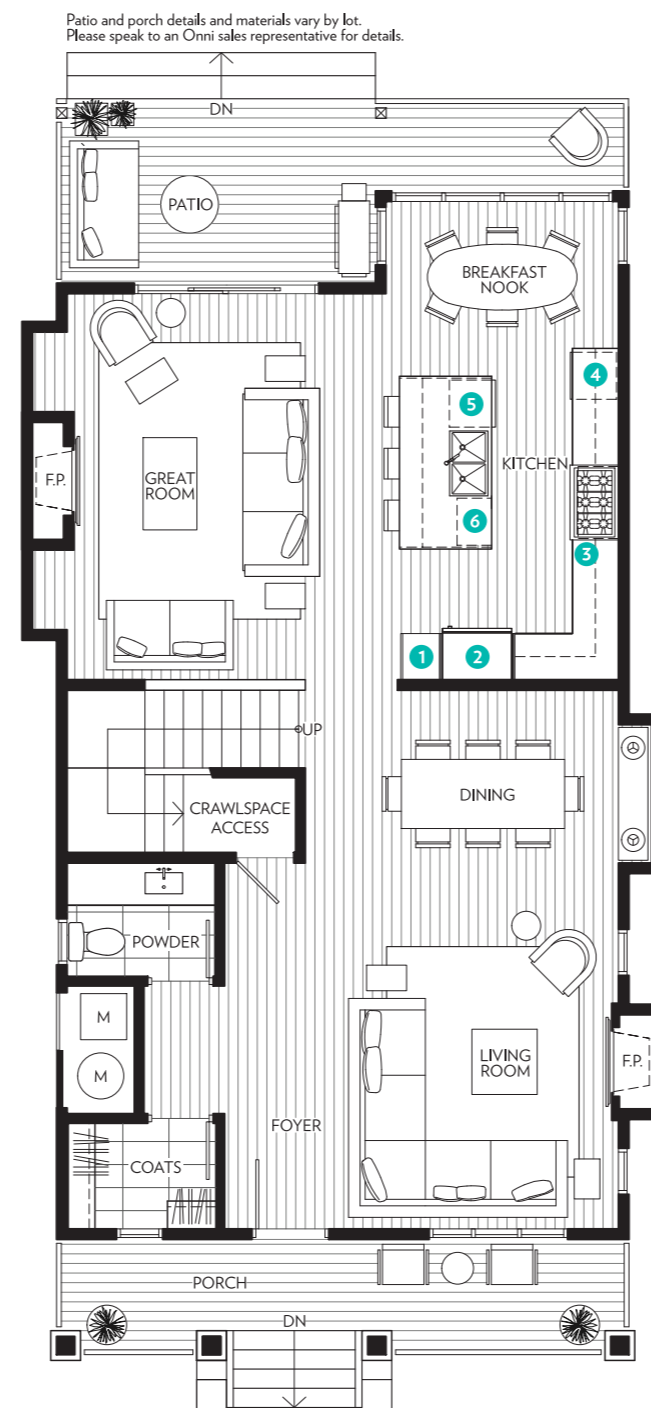 Patio and porch details and materials vary by lot.
Please speak to an Onni sales representative for details.
DN
PATIO
BREAKFAST
NOOK
4
5
GREAT
ROOM
F.P.
KITCHEN
6
3
1
2
UP
CRAWLSPACE
ACCESS
DINING
POWDER
M
M
LIVING
ROOM
F.P.
FOYER
COATS
PORCH
DN